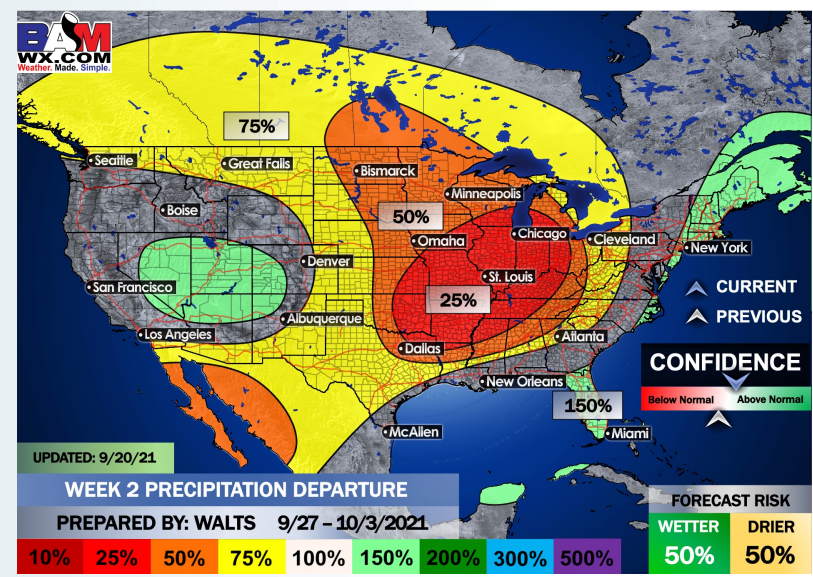 BAM
WX.COM
Weather. Made. Simple.
75%
Seattle
Great Falls
Bismarck
Boise
Minneapolis
50%
Chicago
Omaha
Cleveland
New York
Denver
St. Louis
San Francisco
25%
CURRENT
PREVIOUS
Albuquerque
Los Angeles
Dallas
Atlanta
CONFIDENCE
New Orleans
Below Normal Above Normal
150%
McAllen
Miami
UPDATED: 9/20/21
WEEK 2 PRECIPITATION DEPARTURE
PREPARED BY: WALTS 9/27 – 10/3/2021
FORECAST RISK
WETTER DRIER
50% 50%
10% 25% 50% 75% 100% 150% 200% 300% 500%